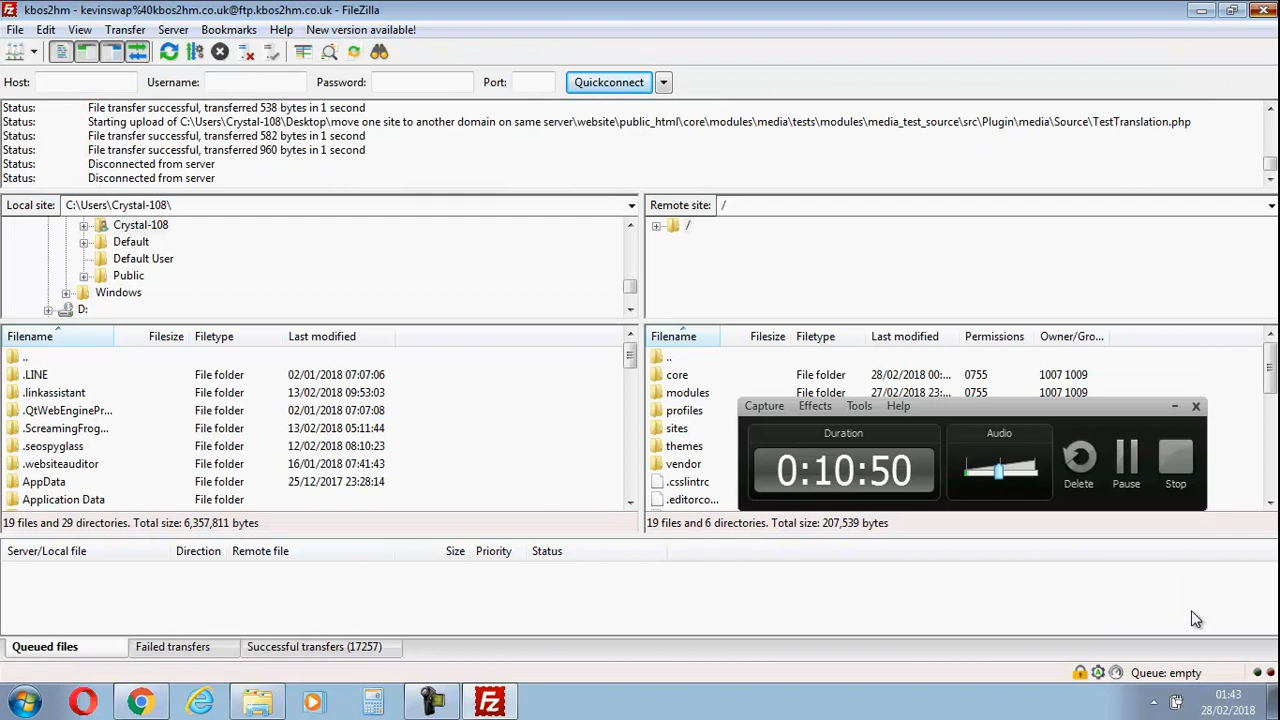 kbos2hm - kevinswap%40kbos2hm.co.uk@ftp.kbos2hm.co.uk - FileZilla
File Edit View Transfer Server Bookmarks Help New version available!
Host: Username: Password: Port: Quickconnect
Status: File transfer successful, transferred 538 bytes in 1 second
Status: Starting upload of C:\Users\Crystal-108\Desktop\move one site to another domain on same server\website\public_html\core\modules\media\tests\modules\media_test_source\src\Plugin\media\Source\TestTranslation.php
Status: File transfer successful, transferred 582 bytes in 1 second
Status: File transfer successful, transferred 960 bytes in 1 second
Status: Disconnected from server
Status: Disconnected from server
Local site: C:\Users\Crystal-108\
Crystal-108
Default
Default User
Public
Windows
D:
Remote site: /
/
Filename Filesize Filetype Last modified
..
.LINE File folder 02/01/2018 07:07:06
.linkassistant File folder 13/02/2018 09:53:03
.QtWebEnginePr... File folder 02/01/2018 07:07:08
.ScreamingFrog... File folder 13/02/2018 05:11:44
.seospyglass File folder 12/02/2018 08:10:23
.websiteauditor File folder 16/01/2018 07:41:43
AppData File folder 25/12/2017 23:28:14
Application Data File folder
19 files and 29 directories. Total size: 6,357,811 bytes
Filename Filesize Filetype Last modified Permissions Owner/Gro...
..
core File folder 28/02/2018 00:... 0755 1007 1009
modules File folder 27/02/2018 23:... 0755 1007 1009
profiles
sites
themes
vendor
.csslintrc
.editorco...
19 files and 6 directories. Total size: 207,539 bytes
Capture Effects Tools Help
Duration
0:10:50
Audio
Delete Pause Stop
Server/Local file Direction Remote file Size Priority Status
Queued files Failed transfers Successful transfers (17257)
Queue: empty
01:43
28/02/2018